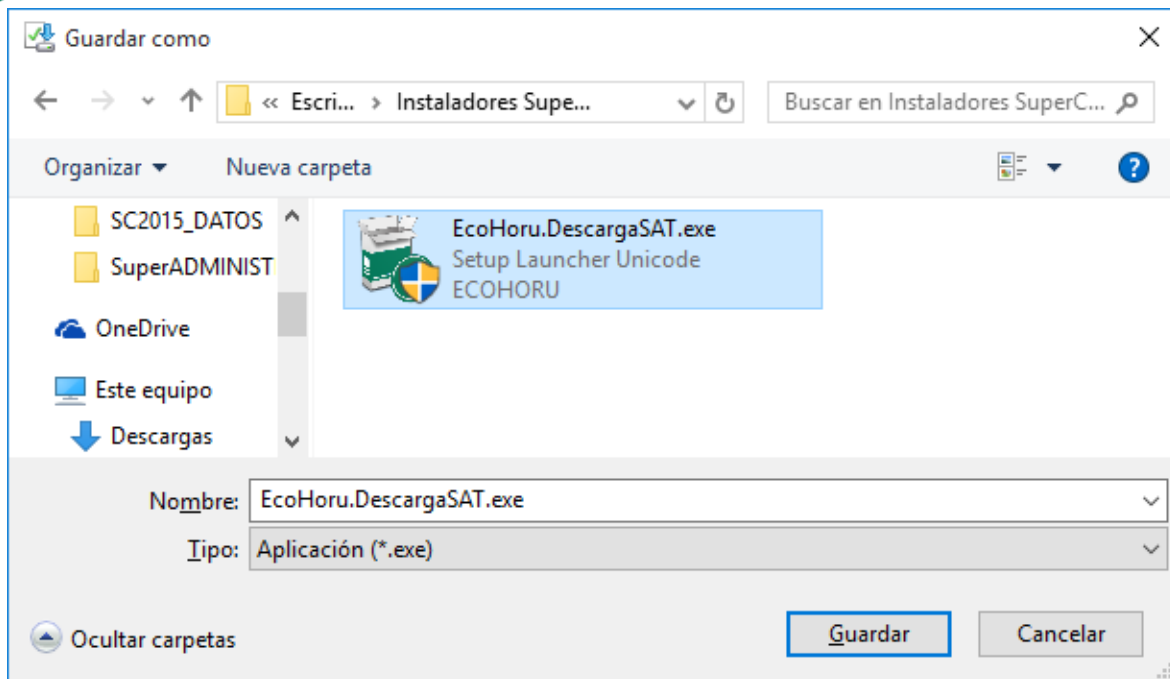 Guardar como
« Escri... › Instaladores Supe...
Buscar en Instaladores SuperC...
Organizar
Nueva carpeta
?
SC2015_DATOS
SuperADMINIST
OneDrive
Este equipo
Descargas
EcoHoru.DescargaSAT.exe
Setup Launcher Unicode
ECOHORU
Nombre: EcoHoru.DescargaSAT.exe
Tipo: Aplicación (*.exe)
Ocultar carpetas
Guardar
Cancelar